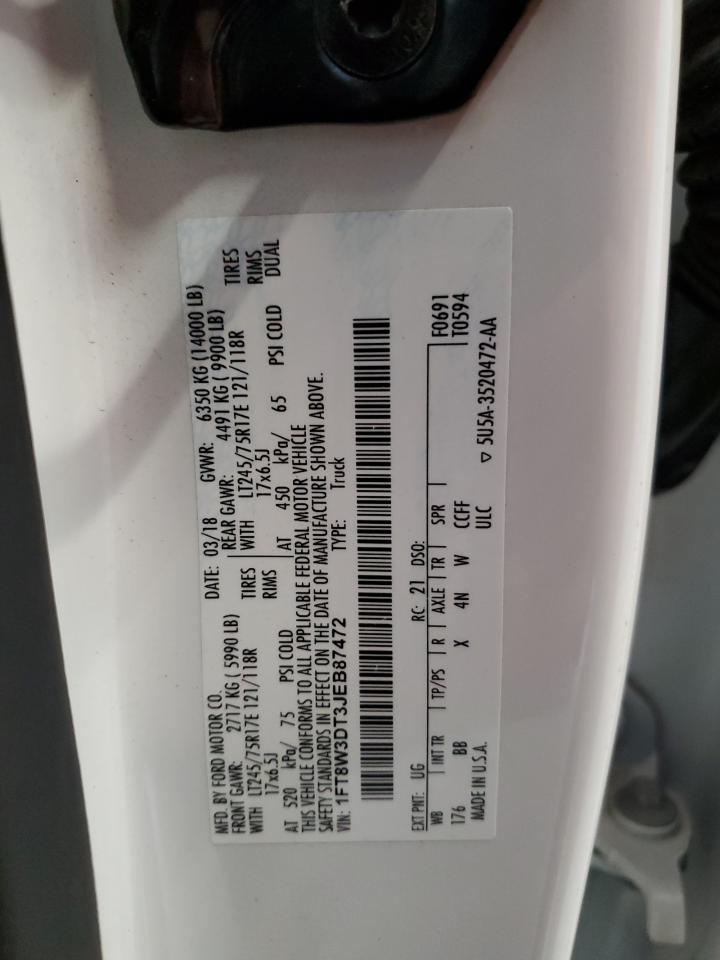 MFD. BY FORD MOTOR CO.
DATE: 03/18 GVWR: 6350 KG (14000 LB)
FRONT GAWR: 2717 KG ( 5990 LB)
REAR GAWR: 4491 KG ( 9900 LB)
WITH LT245/75R17E 121/118R TIRES
WITH LT245/75R17E 121/118R TIRES
17x6.5J RIMS
17x6.5J RIMS
AT 520 kPa/ 75 PSI COLD
AT 450 kPa/ 65 PSI COLD DUAL
THIS VEHICLE CONFORMS TO ALL APPLICABLE FEDERAL MOTOR VEHICLE
SAFETY STANDARDS IN EFFECT ON THE DATE OF MANUFACTURE SHOWN ABOVE.
VIN: 1FT8W3DT3JEB87472 TYPE: Truck
EXT PNT: UG RC: 21 DSO: F0691
WB INT TR TP/PS R AXLE TR SPR T0594
176 BB X 4N W CCFF
MADE IN U.S.A. ULC ▽ 5U5A-3520472-AA